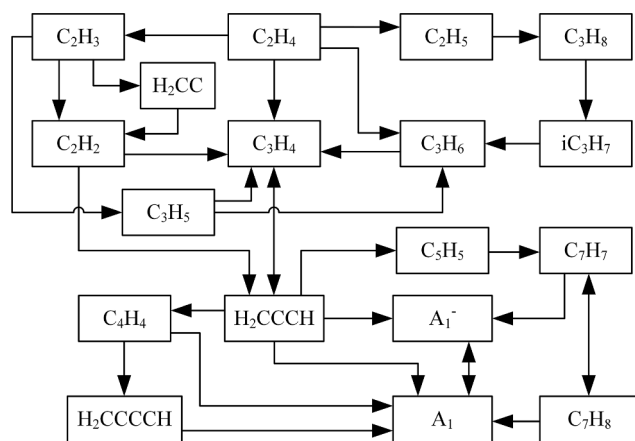 C₂H₃ C₂H₄ C₂H₅ C₃H₈
H₂CC
C₂H₂ C₃H₄ C₃H₆ iC₃H₇
C₃H₅
C₅H₅ C₇H₇
C₄H₄ H₂CCCH A₁⁻
H₂CCCCH A₁ C₇H₈